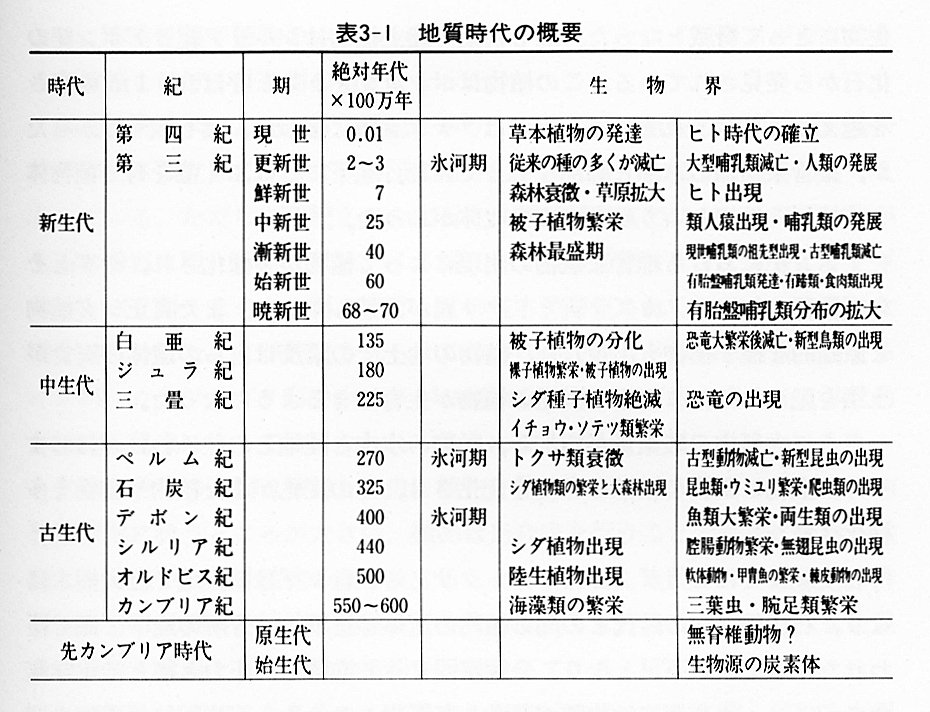 表3-1 地質時代の概要
時代 紀 期 絶対年代 ×100万年 生物界
新生代 第四紀 現世 0.01 草本植物の発達 ヒト時代の確立
第三紀 更新世 2〜3 氷河期 従来の種の多くが滅亡 大型哺乳類滅亡・人類の発展
鮮新世 7 森林衰微・草原拡大 ヒト出現
中新世 25 被子植物繁栄 類人猿出現・哺乳類の発展
漸新世 40 森林最盛期 現世哺乳類の祖先型出現・古型哺乳類滅亡
始新世 60 有胎盤哺乳類発達・有蹄類・食肉類出現
暁新世 68〜70 有胎盤哺乳類分布の拡大
中生代 白亜紀 135 被子植物の分化 恐竜大繁栄後滅亡・新型鳥類の出現
ジュラ紀 180 裸子植物繁栄・被子植物の出現
三畳紀 225 シダ種子植物絶滅 恐竜の出現
イチョウ・ソテツ類繁栄
古生代 ペルム紀 270 氷河期 トクサ類衰微 古型動物滅亡・新型昆虫の出現
石炭紀 325 シダ植物類の繁栄と大森林出現 昆虫類・ウミユリ繁栄・爬虫類の出現
デボン紀 400 氷河期 魚類大繁栄・両生類の出現
シルリア紀 440 シダ植物出現 腔腸動物繁栄・無翅昆虫の出現
オルドビス紀 500 陸生植物出現 軟体動物・甲冑魚の繁栄・棘皮動物の出現
カンブリア紀 550〜600 海藻類の繁栄 三葉虫・腕足類繁栄
先カンブリア時代 原生代 無脊椎動物?
始生代 生物源の炭素体